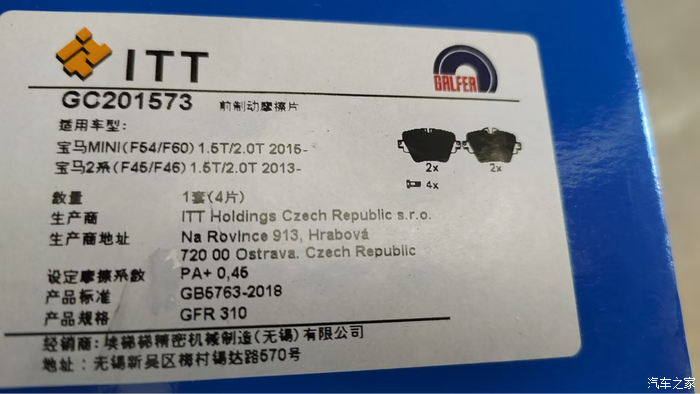 ITT
GALFER
GC201573 前制动摩擦片
适用车型:
宝马MINI(F54/F60) 1.5T/2.0T 2015-
宝马2系(F45/F46) 1.5T/2.0T 2013-
2x 2x
4x
数量 1套(4片)
生产商 ITT Holdings Czech Republic s.r.o.
生产商地址 Na Rovince 913, Hrabová
720 00 Ostrava. Czech Republic
设定摩擦系数 PA+ 0,45
产品标准 GB5763-2018
产品规格 GFR 310
经销商: 埃梯梯精密机械制造(无锡)有限公司
地址: 无锡新吴区梅村锡达路570号
汽车之家